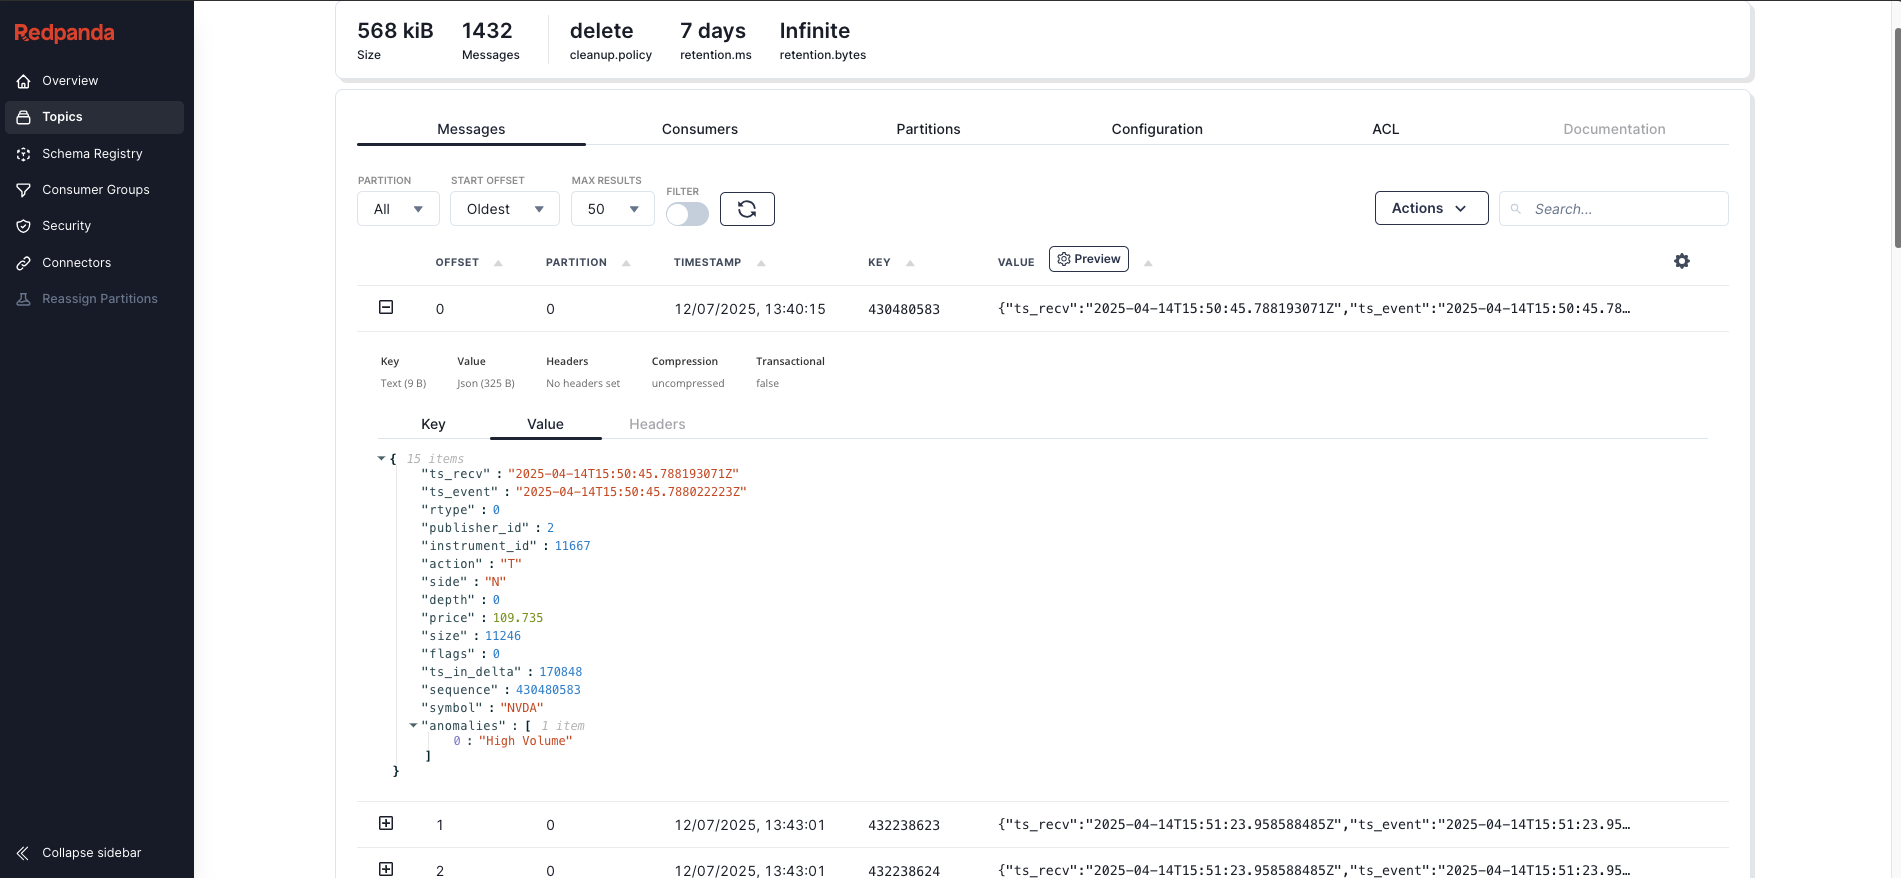 Redpanda
Overview
Topics
Schema Registry
Consumer Groups
Security
Connectors
Reassign Partitions
Collapse sidebar
568 kiB 1432 delete 7 days Infinite
Size Messages cleanup.policy retention.ms retention.bytes
Messages Consumers Partitions Configuration ACL Documentation
PARTITION START OFFSET MAX RESULTS FILTER
All Oldest 50 Actions Search...
OFFSET PARTITION TIMESTAMP KEY VALUE Preview
0 0 12/07/2025, 13:40:15 430480583 {"ts_recv":"2025-04-14T15:50:45.788193071Z","ts_event":"2025-04-14T15:50:45.78…
Key Value Headers Compression Transactional
Text (9 B) Json (325 B) No headers set uncompressed false
Key Value Headers
{ 15 items
"ts_recv" : "2025-04-14T15:50:45.788193071Z"
"ts_event" : "2025-04-14T15:50:45.788022223Z"
"rtype" : 0
"publisher_id" : 2
"instrument_id" : 11667
"action" : "T"
"side" : "N"
"depth" : 0
"price" : 109.735
"size" : 11246
"flags" : 0
"ts_in_delta" : 170848
"sequence" : 430480583
"symbol" : "NVDA"
"anomalies" : [ 1 item
0 : "High Volume"
]
}
1 0 12/07/2025, 13:43:01 432238623 {"ts_recv":"2025-04-14T15:51:23.958588485Z","ts_event":"2025-04-14T15:51:23.95…
2 0 12/07/2025, 13:43:01 432238624 {"ts_recv":"2025-04-14T15:51:23.958588485Z","ts_event":"2025-04-14T15:51:23.95…